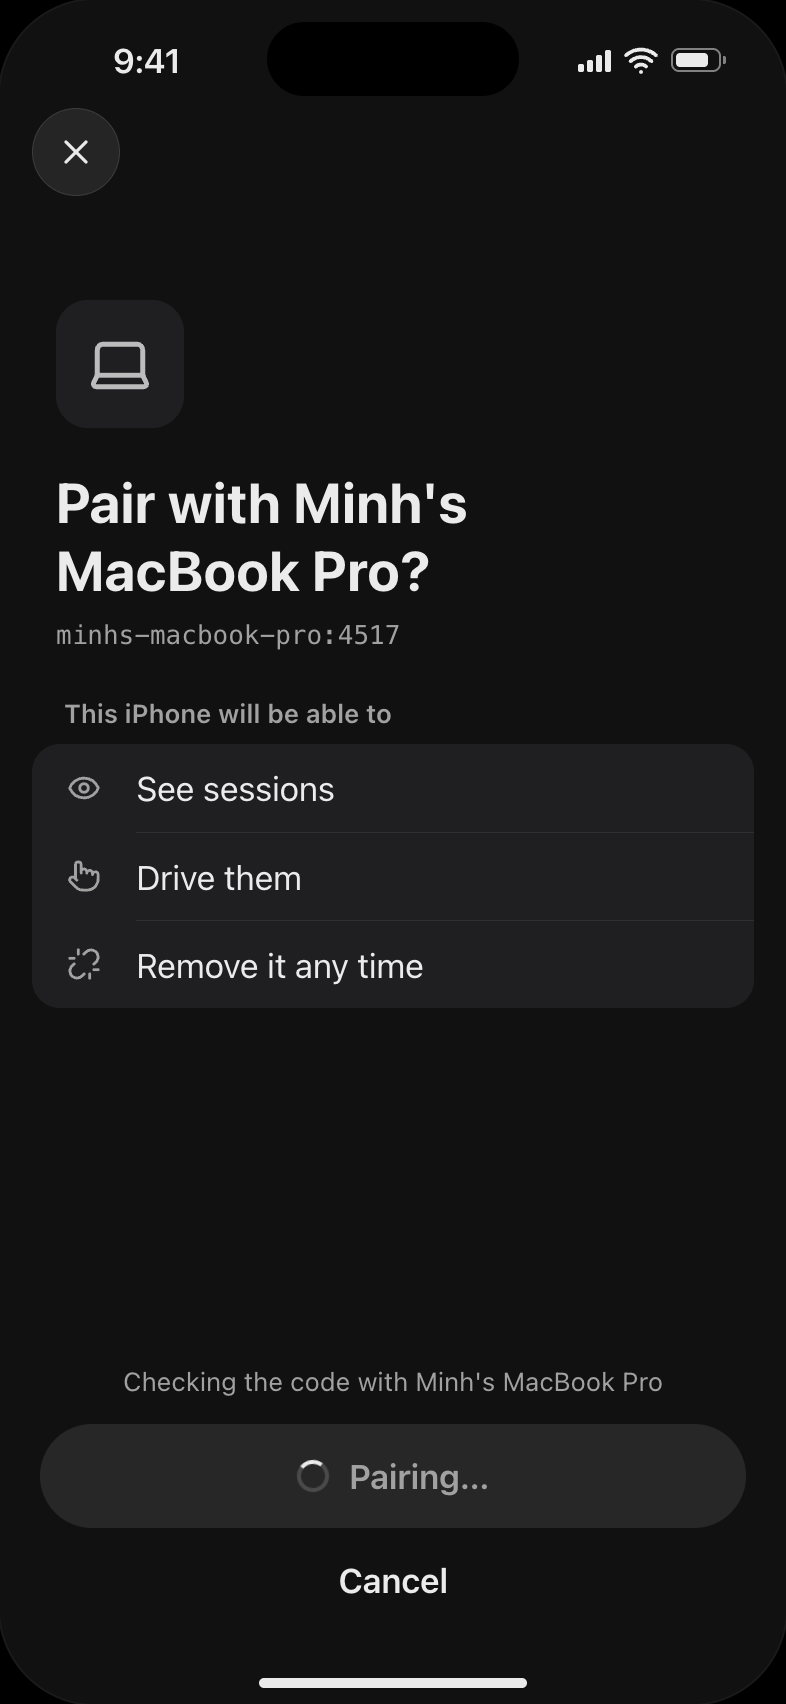 9:41
Pair with Minh's
MacBook Pro?
minhs-macbook-pro:4517
This iPhone will be able to
See sessions
Drive them
Remove it any time
Checking the code with Minh's MacBook Pro
Pairing...
Cancel